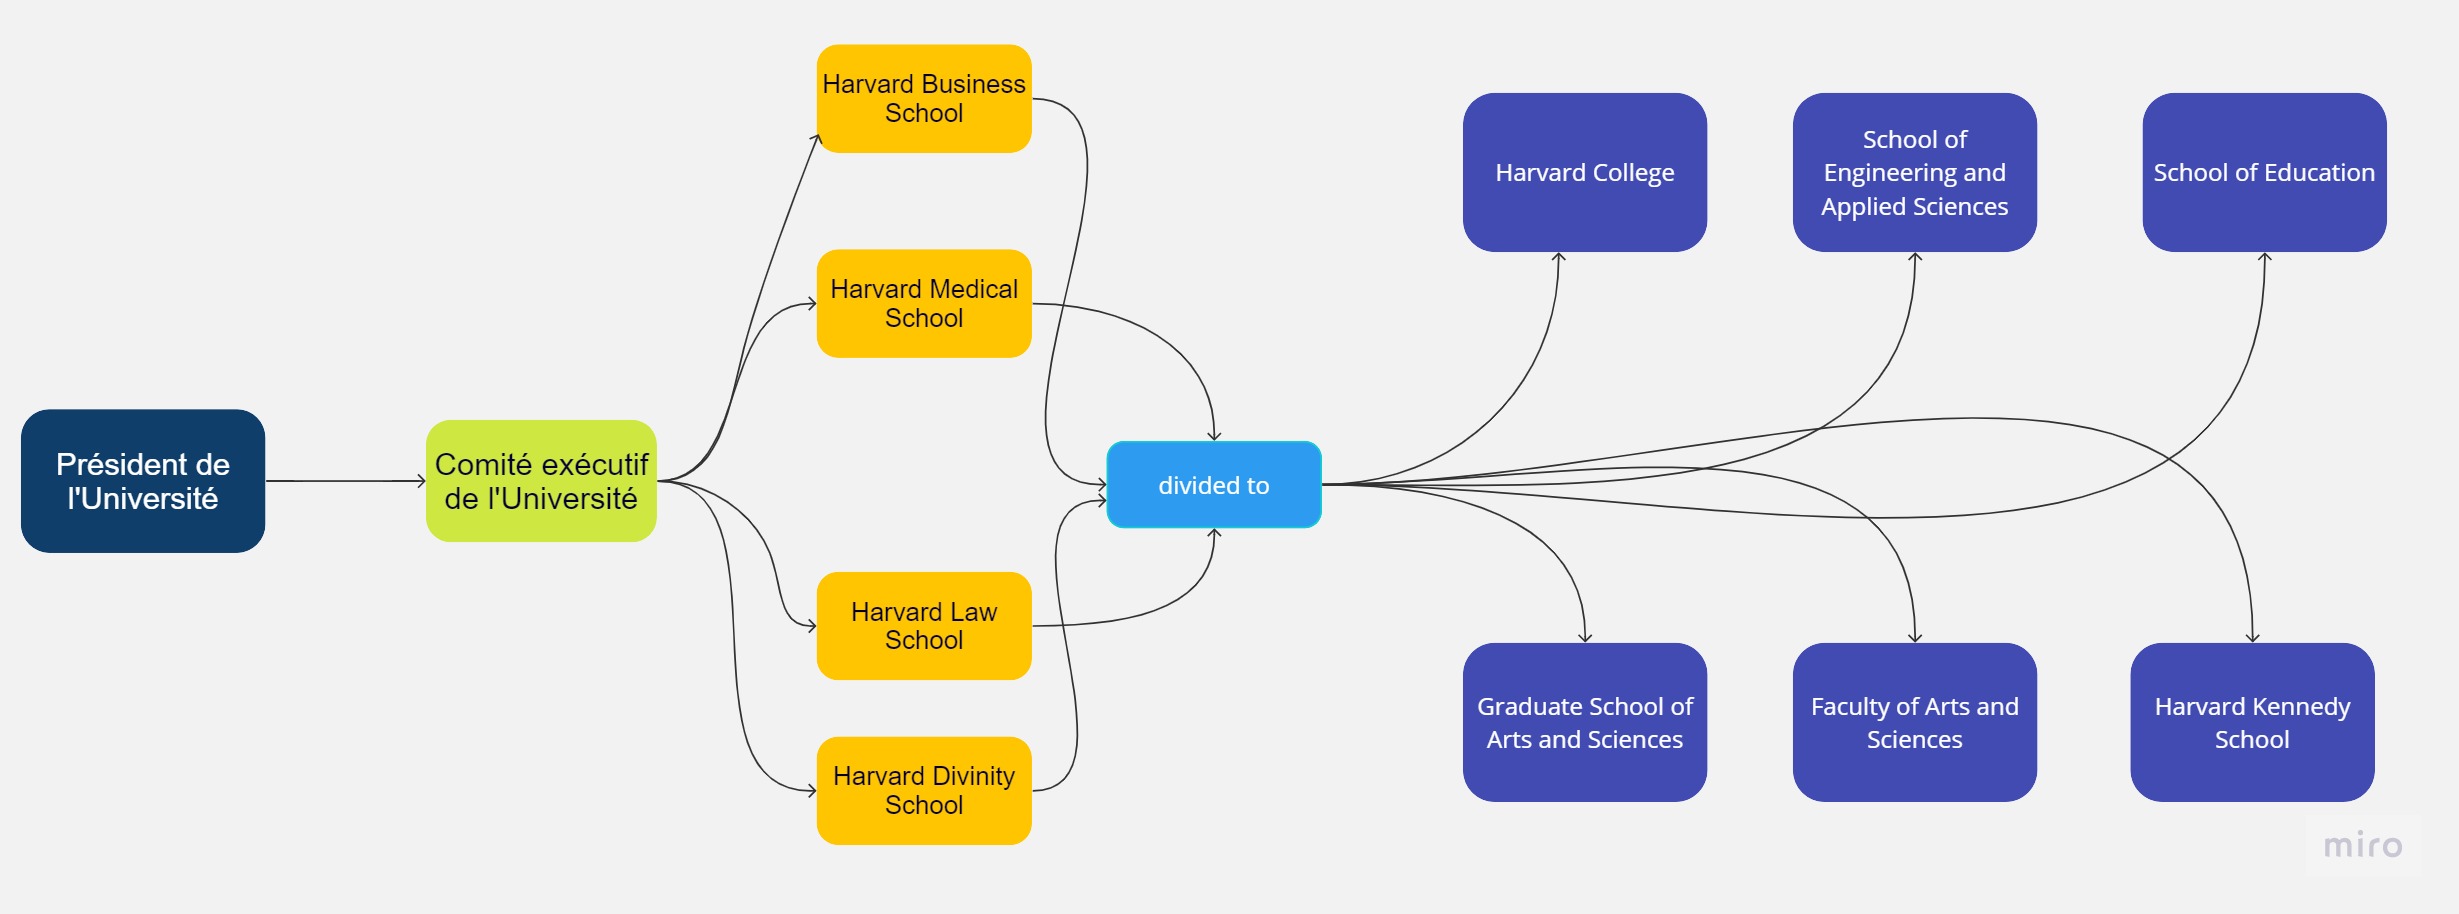 Président de
l'Université
Comité exécutif
de l'Université
Harvard Business
School
Harvard Medical
School
Harvard Law
School
Harvard Divinity
School
divided to
Harvard College
School of
Engineering and
Applied Sciences
School of Education
Graduate School of
Arts and Sciences
Faculty of Arts and
Sciences
Harvard Kennedy
School
miro